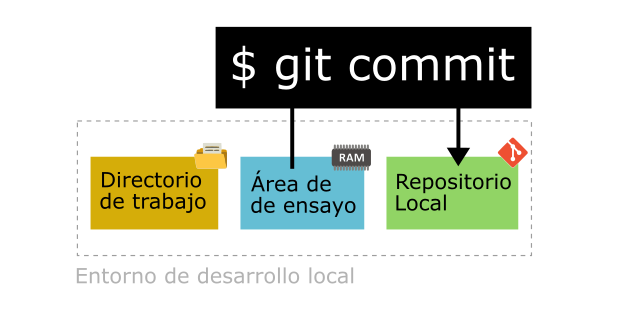 $ git commit
Directorio
de trabajo
RAM
Área de
de ensayo
Repositorio
Local
Entorno de desarrollo local